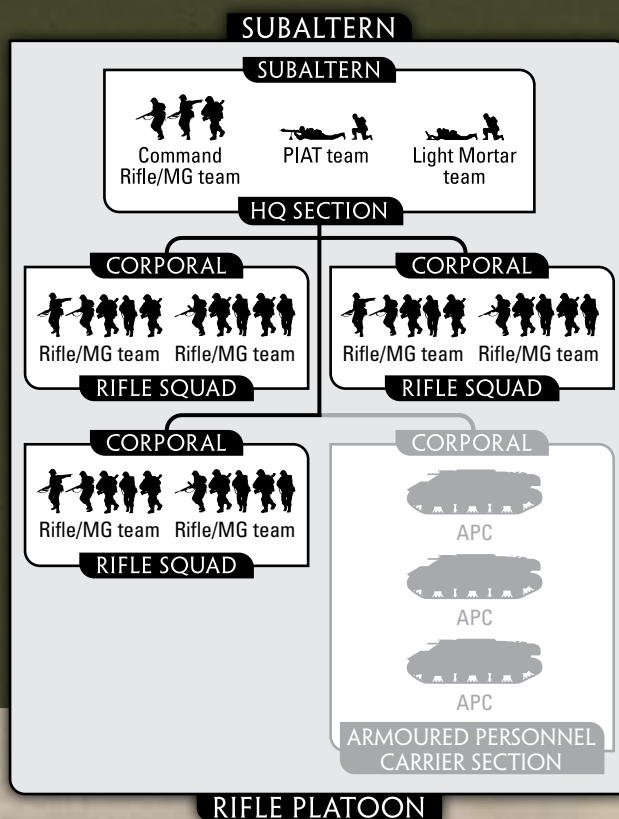 SUBALTERN
SUBALTERN
Command
Rifle/MG team
PIAT team
Light Mortar
team
HQ SECTION
CORPORAL
Rifle/MG team Rifle/MG team
RIFLE SQUAD
CORPORAL
Rifle/MG team Rifle/MG team
RIFLE SQUAD
CORPORAL
Rifle/MG team Rifle/MG team
RIFLE SQUAD
CORPORAL
APC
APC
APC
ARMOURED PERSONNEL
CARRIER SECTION
RIFLE PLATOON